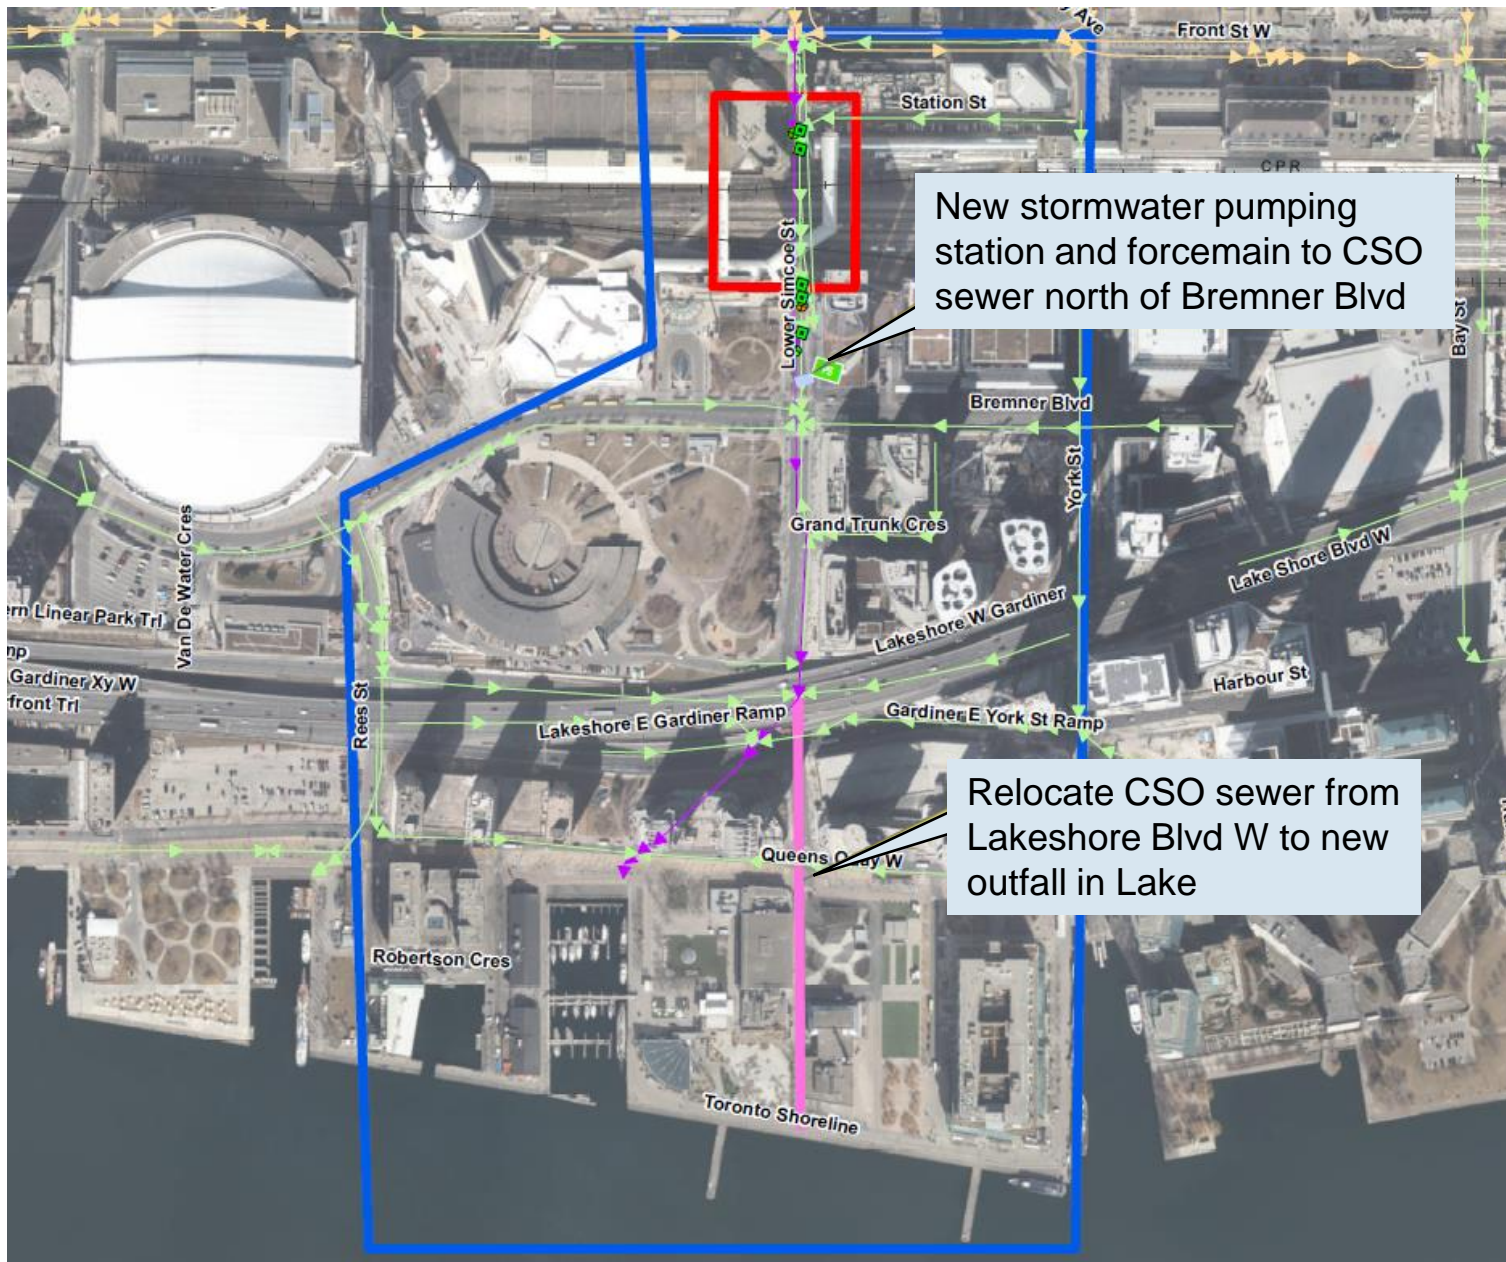 Front St W
Station St
CPR
New stormwater pumping
station and forcemain to CSO
sewer north of Bremner Blvd
Lower Simcoe St
Bay St
Bremner Blvd
York St
Grand Trunk Cres
Lake Shore Blvd W
Van De Water Cres
ern Linear Park Trl
Lakeshore W Gardiner
Gardiner Xy W
front Trl
Harbour St
Rees St
Lakeshore E Gardiner Ramp
Gardiner E York St Ramp
Relocate CSO sewer from
Lakeshore Blvd W to new
outfall in Lake
Queens Quay W
Robertson Cres
Toronto Shoreline